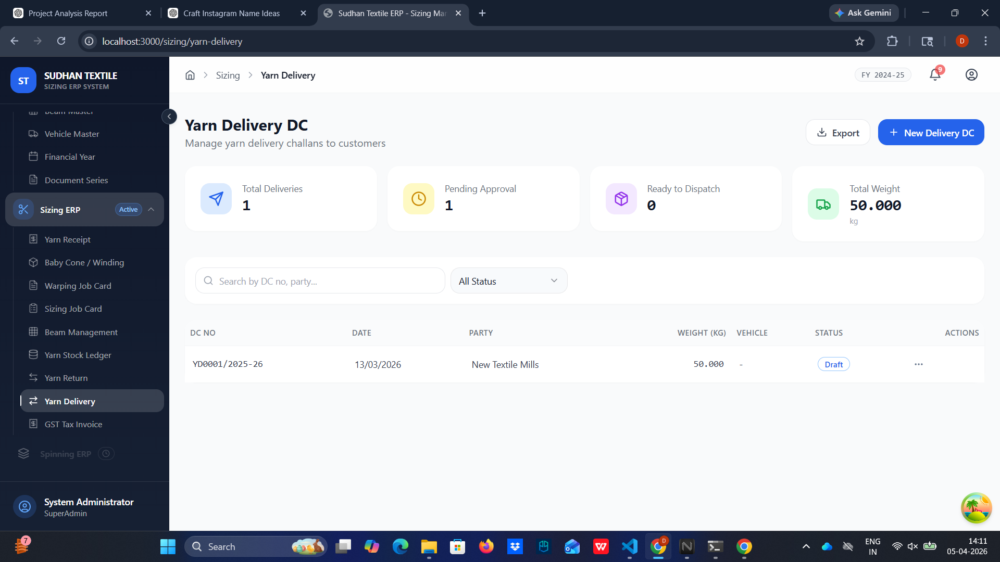 Project Analysis Report
Craft Instagram Name Ideas
Sudhan Textile ERP - Sizing Mar
Ask Gemini
localhost:3000/sizing/yarn-delivery
D
ST
SUDHAN TEXTILE
SIZING ERP SYSTEM
Beam Master
Vehicle Master
Financial Year
Document Series
Sizing ERP
Active
Yarn Receipt
Baby Cone / Winding
Warping Job Card
Sizing Job Card
Beam Management
Yarn Stock Ledger
Yarn Return
Yarn Delivery
GST Tax Invoice
Spinning ERP
System Administrator
SuperAdmin
Sizing
Yarn Delivery
FY 2024-25
9
Yarn Delivery DC
Manage yarn delivery challans to customers
Export
New Delivery DC
Total Deliveries
1
Pending Approval
1
Ready to Dispatch
0
Total Weight
50.000
kg
Search by DC no, party...
All Status
DC NO DATE PARTY WEIGHT (KG) VEHICLE STATUS ACTIONS
YD0001/2025-26 13/03/2026 New Textile Mills 50.000 - Draft
7
Search
D
ENG
IN
14:11
05-04-2026